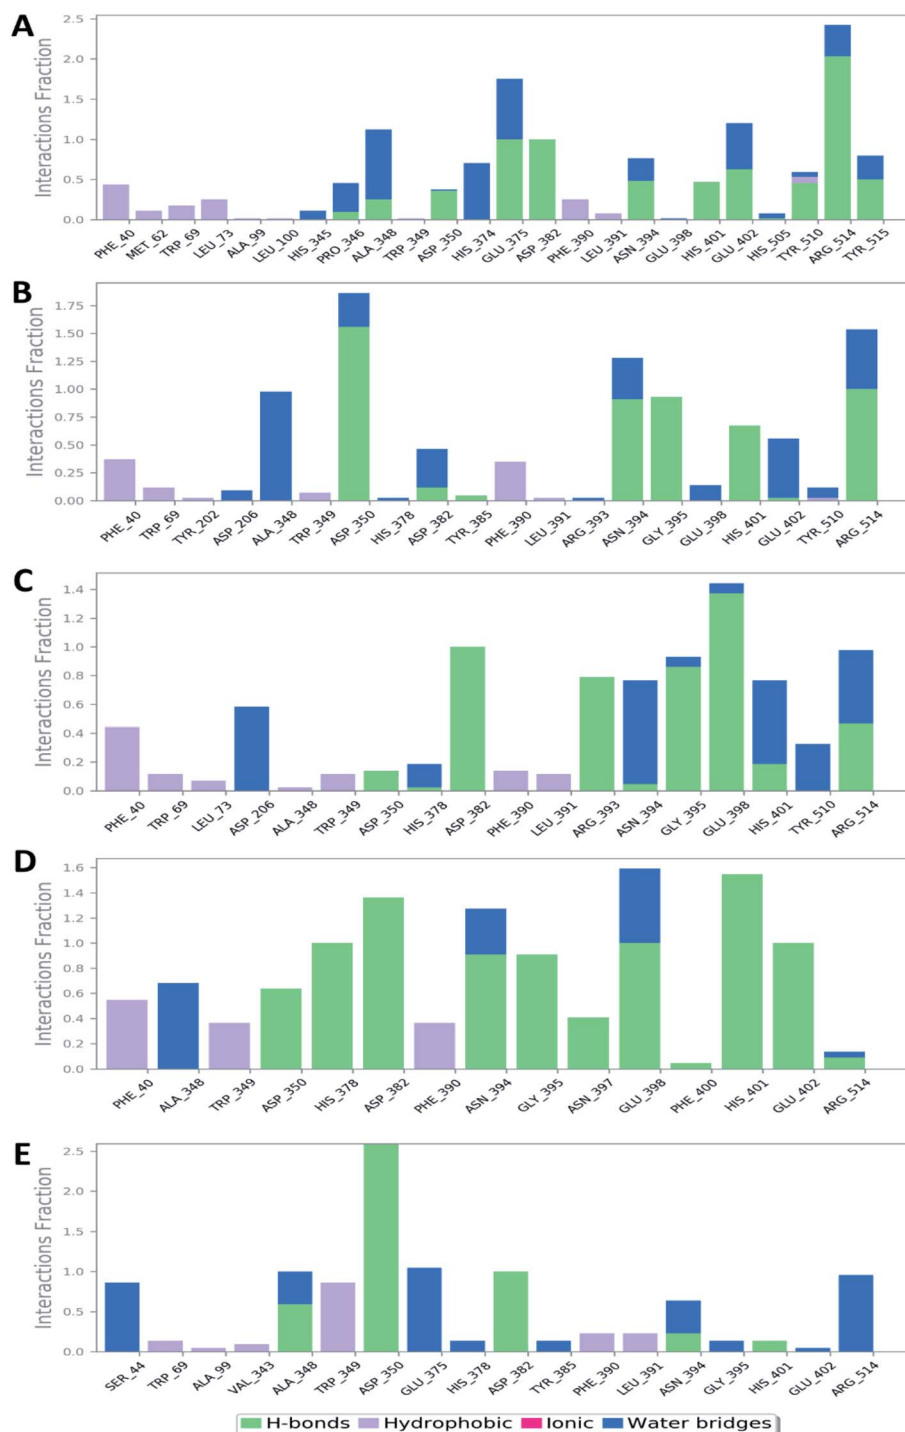 A
Interactions Fraction
2.5
2.0
1.5
1.0
0.5
0.0
PHE_40 MET_62 TRP_69 LEU_73 ALA_99 LEU_100 HIS_345 PRO_346 ALA_348 TRP_349 ASP_350 HIS_374 GLU_375 ASP_382 PHE_390 LEU_391 ASN_394 GLU_398 HIS_401 GLU_402 HIS_505 TYR_510 ARG_514 TYR_515
B
Interactions Fraction
1.75
1.50
1.25
1.00
0.75
0.50
0.25
0.00
PHE_40 TRP_69 TYR_202 ASP_206 ALA_348 TRP_349 ASP_350 HIS_378 ASP_382 TYR_385 PHE_390 LEU_391 ARG_393 ASN_394 GLY_395 GLU_398 HIS_401 GLU_402 TYR_510 ARG_514
C
Interactions Fraction
1.4
1.2
1.0
0.8
0.6
0.4
0.2
0.0
PHE_40 TRP_69 LEU_73 ASP_206 ALA_348 TRP_349 ASP_350 HIS_378 ASP_382 PHE_390 LEU_391 ARG_393 ASN_394 GLY_395 GLU_398 HIS_401 TYR_510 ARG_514
D
Interactions Fraction
1.6
1.4
1.2
1.0
0.8
0.6
0.4
0.2
0.0
PHE_40 ALA_348 TRP_349 ASP_350 HIS_378 ASP_382 PHE_390 ASN_394 GLY_395 ASN_397 GLU_398 PHE_400 HIS_401 GLU_402 ARG_514
E
Interactions Fraction
2.5
2.0
1.5
1.0
0.5
0.0
SER_44 TRP_69 ALA_99 VAL_343 ALA_348 TRP_349 ASP_350 GLU_375 HIS_378 ASP_382 TYR_385 PHE_390 LEU_391 ASN_394 GLY_395 HIS_401 GLU_402 ARG_514
H-bonds Hydrophobic Ionic Water bridges